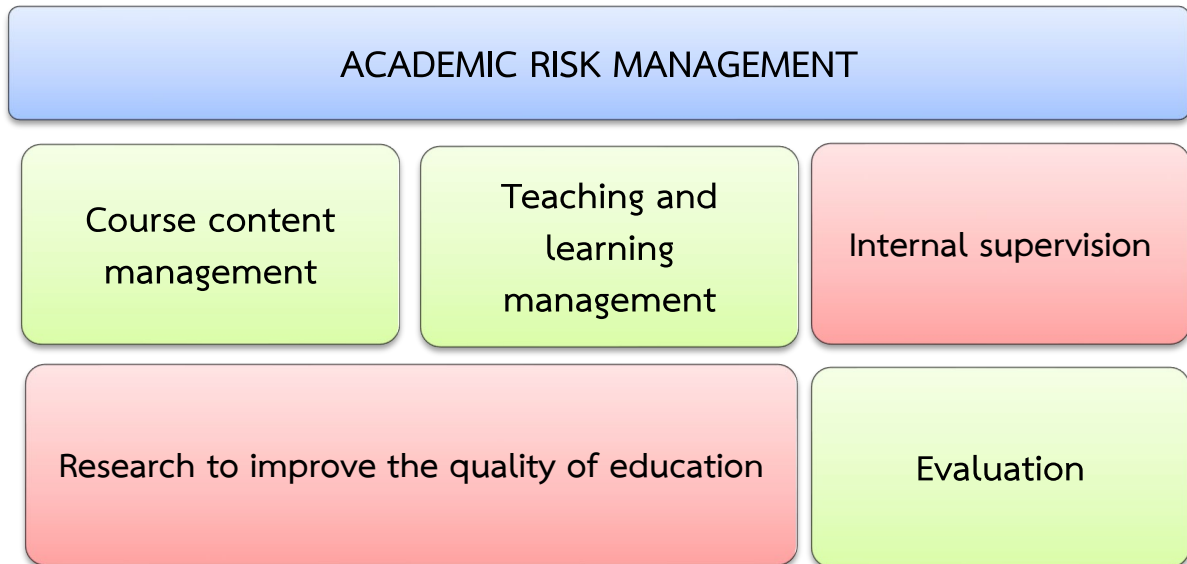 ACADEMIC RISK MANAGEMENT
Course content
management
Teaching and
learning
management
Internal supervision
Research to improve the quality of education
Evaluation